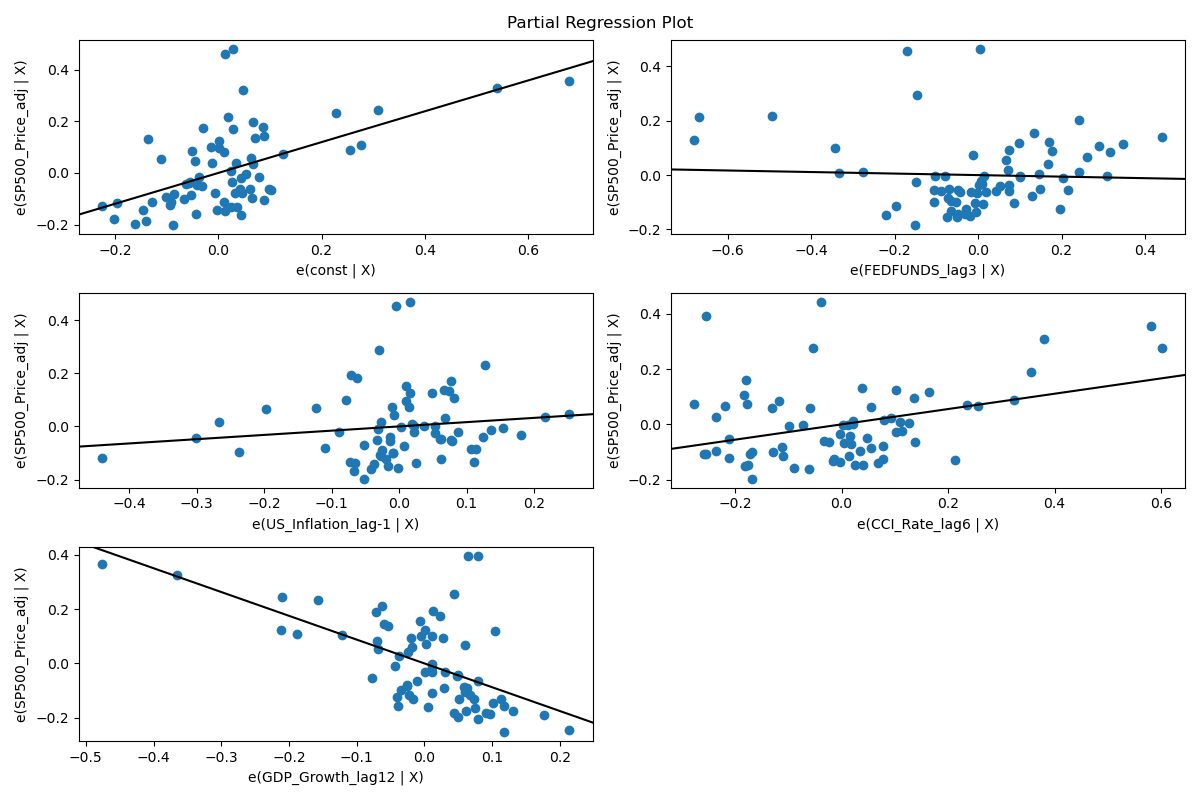 Partial Regression Plot
e(SP500_Price_adj | X)
0.4
0.2
0.0
−0.2
−0.2 0.0 0.2 0.4 0.6
e(const | X)
e(SP500_Price_adj | X)
0.4
0.2
0.0
−0.2
−0.6 −0.4 −0.2 0.0 0.2 0.4
e(FEDFUNDS_lag3 | X)
e(SP500_Price_adj | X)
0.4
0.2
0.0
−0.2
−0.4 −0.3 −0.2 −0.1 0.0 0.1 0.2
e(US_Inflation_lag-1 | X)
e(SP500_Price_adj | X)
0.4
0.2
0.0
−0.2
−0.2 0.0 0.2 0.4 0.6
e(CCI_Rate_lag6 | X)
e(SP500_Price_adj | X)
0.4
0.2
0.0
−0.2
−0.5 −0.4 −0.3 −0.2 −0.1 0.0 0.1 0.2
e(GDP_Growth_lag12 | X)